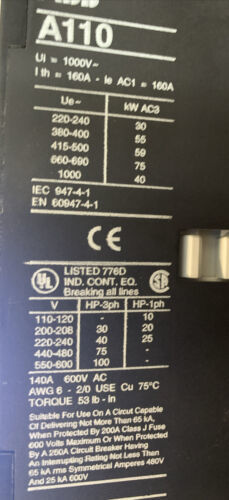 ABB
A110
Ui = 1000V~
I th = 160A - Ie AC1 = 160A
Ue~ kW AC3
220-240 30
380-400 55
415-500 59
660-690 75
1000 40
IEC 947-4-1
EN 60947-4-1
CE
UL LISTED 776D SA
IND. CONT. EQ.
Breaking all lines
V HP-3ph HP-1ph
110-120 - 10
200-208 30 20
220-240 40 25
440-480 75 -
550-600 100 -
140A 600V AC
AWG 6 - 2/0 USE Cu 75°C
TORQUE 53 lb - in
Suitable For Use On A Circut Capable
Of Delivering Not More Than 65 kA,
When Protected By 200A Class J Fuse
600 Volts Maximum Or When Protected
By A 250A Circuit Breaker Having
An Interrupting Rating Not Less Than
65 kA rms Symmetrical Amperes 480V
And 25 kA 600V